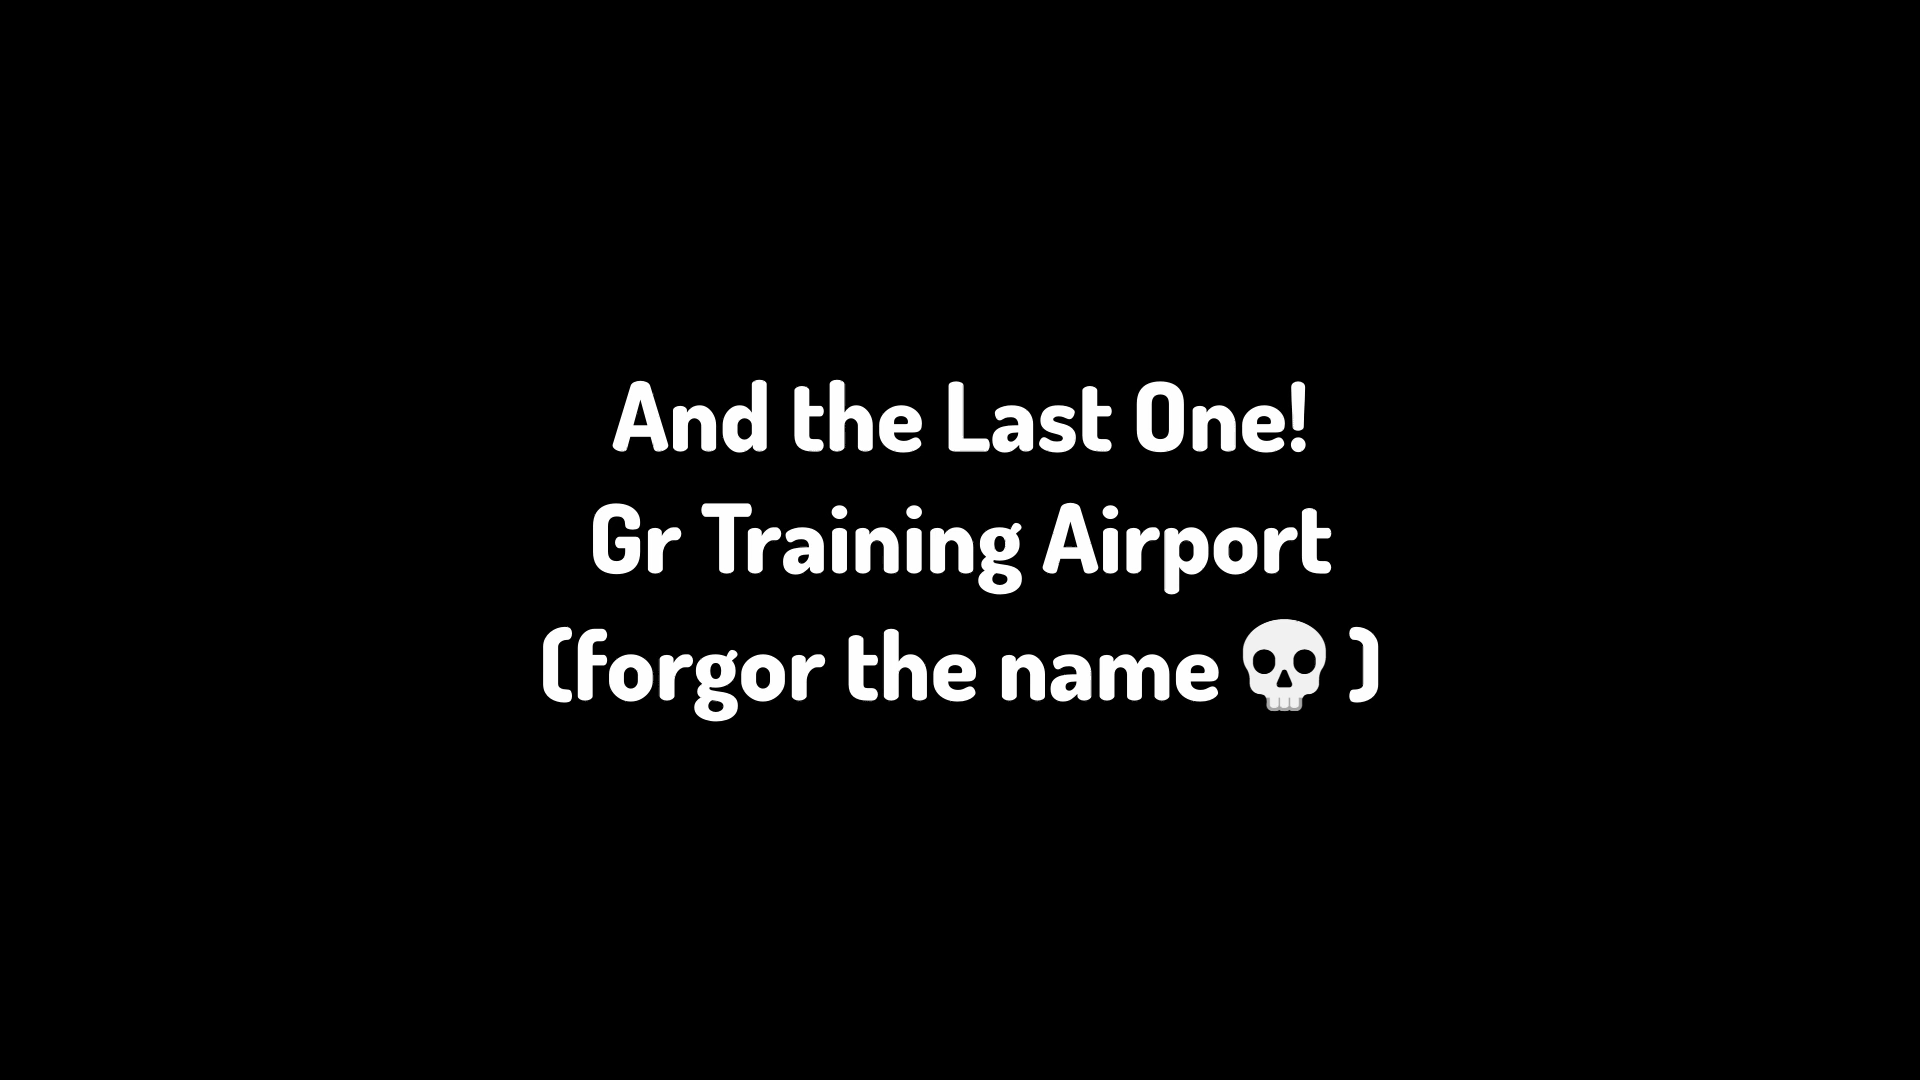 And the Last One!
Gr Training Airport
(forgor the name 💀 )